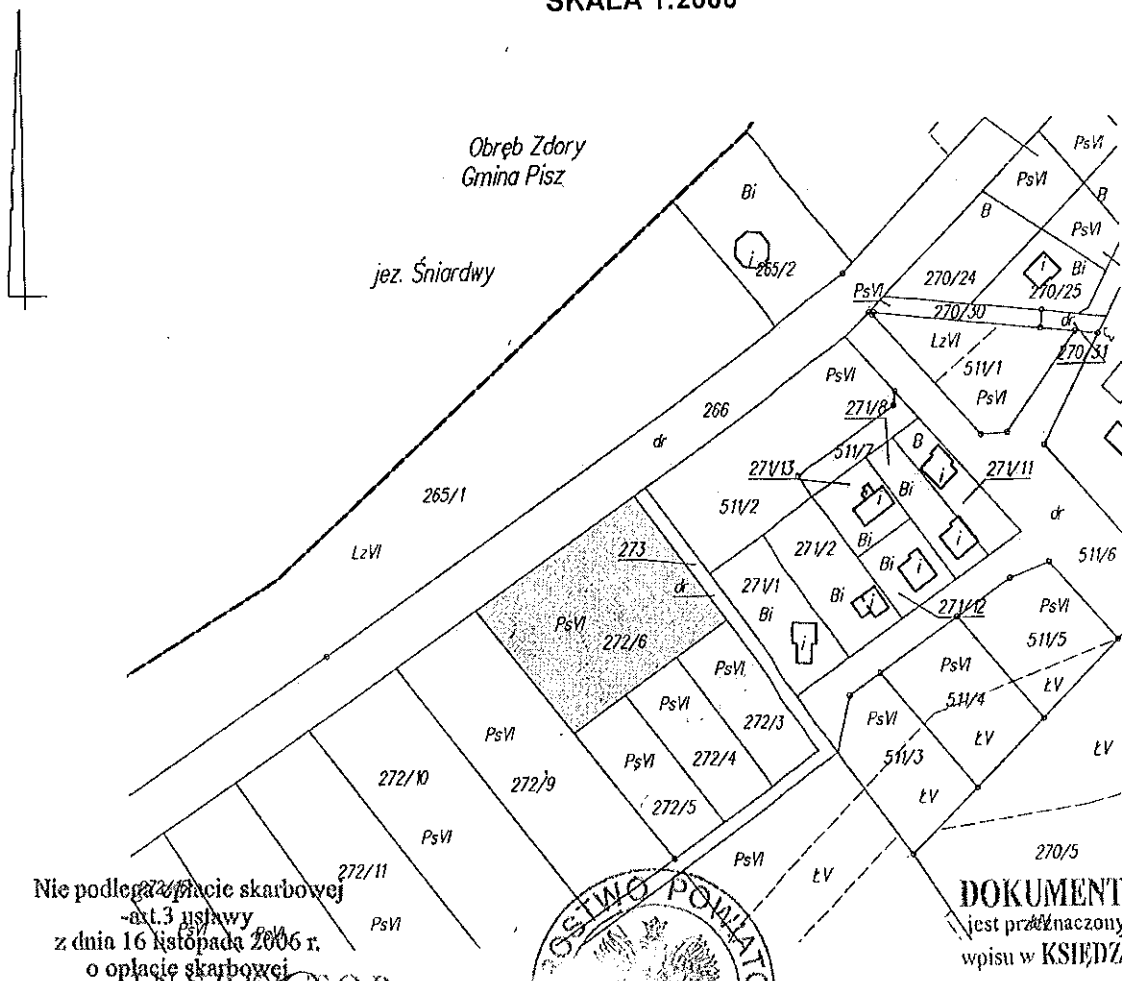 SKALA 1:2000
Obręb Zdory
Gmina Pisz
jez. Śniardwy
Bi
i
265/2
PsVI
PsVI
B
B
PsVI
Bi
i
270/24
270/25
PsVI
270/30
dr
270/31
LzVI
511/1
PsVI
PsVI
266
dr
271/8
511/7
B
271/13
271/11
i
i
Bi
265/1
511/2
Bi
i
dr
LzVI
273
271/2
Bi
511/6
dr
271/1
Bi
i
Bi
i
271/12
PsVI
PsVI
272/6
i
511/5
PsVI
PsVI
511/4
ŁV
PsVI
272/3
PsVI
511/3
ŁV
ŁV
PsVI
272/10
272/9
PsVI
272/4
272/5
ŁV
PsVI
272/11
PsVI
ŁV
270/5
PsVI
PsVI
PsVI
Nie podlega opłacie skarbowej
-art.3 ustawy
z dnia 16 listopada 2006 r.
o opłacie skarbowej
ROSTWO POWIATO
DOKUMENT
jest przeznaczony
wpisu w KSIĘDZ